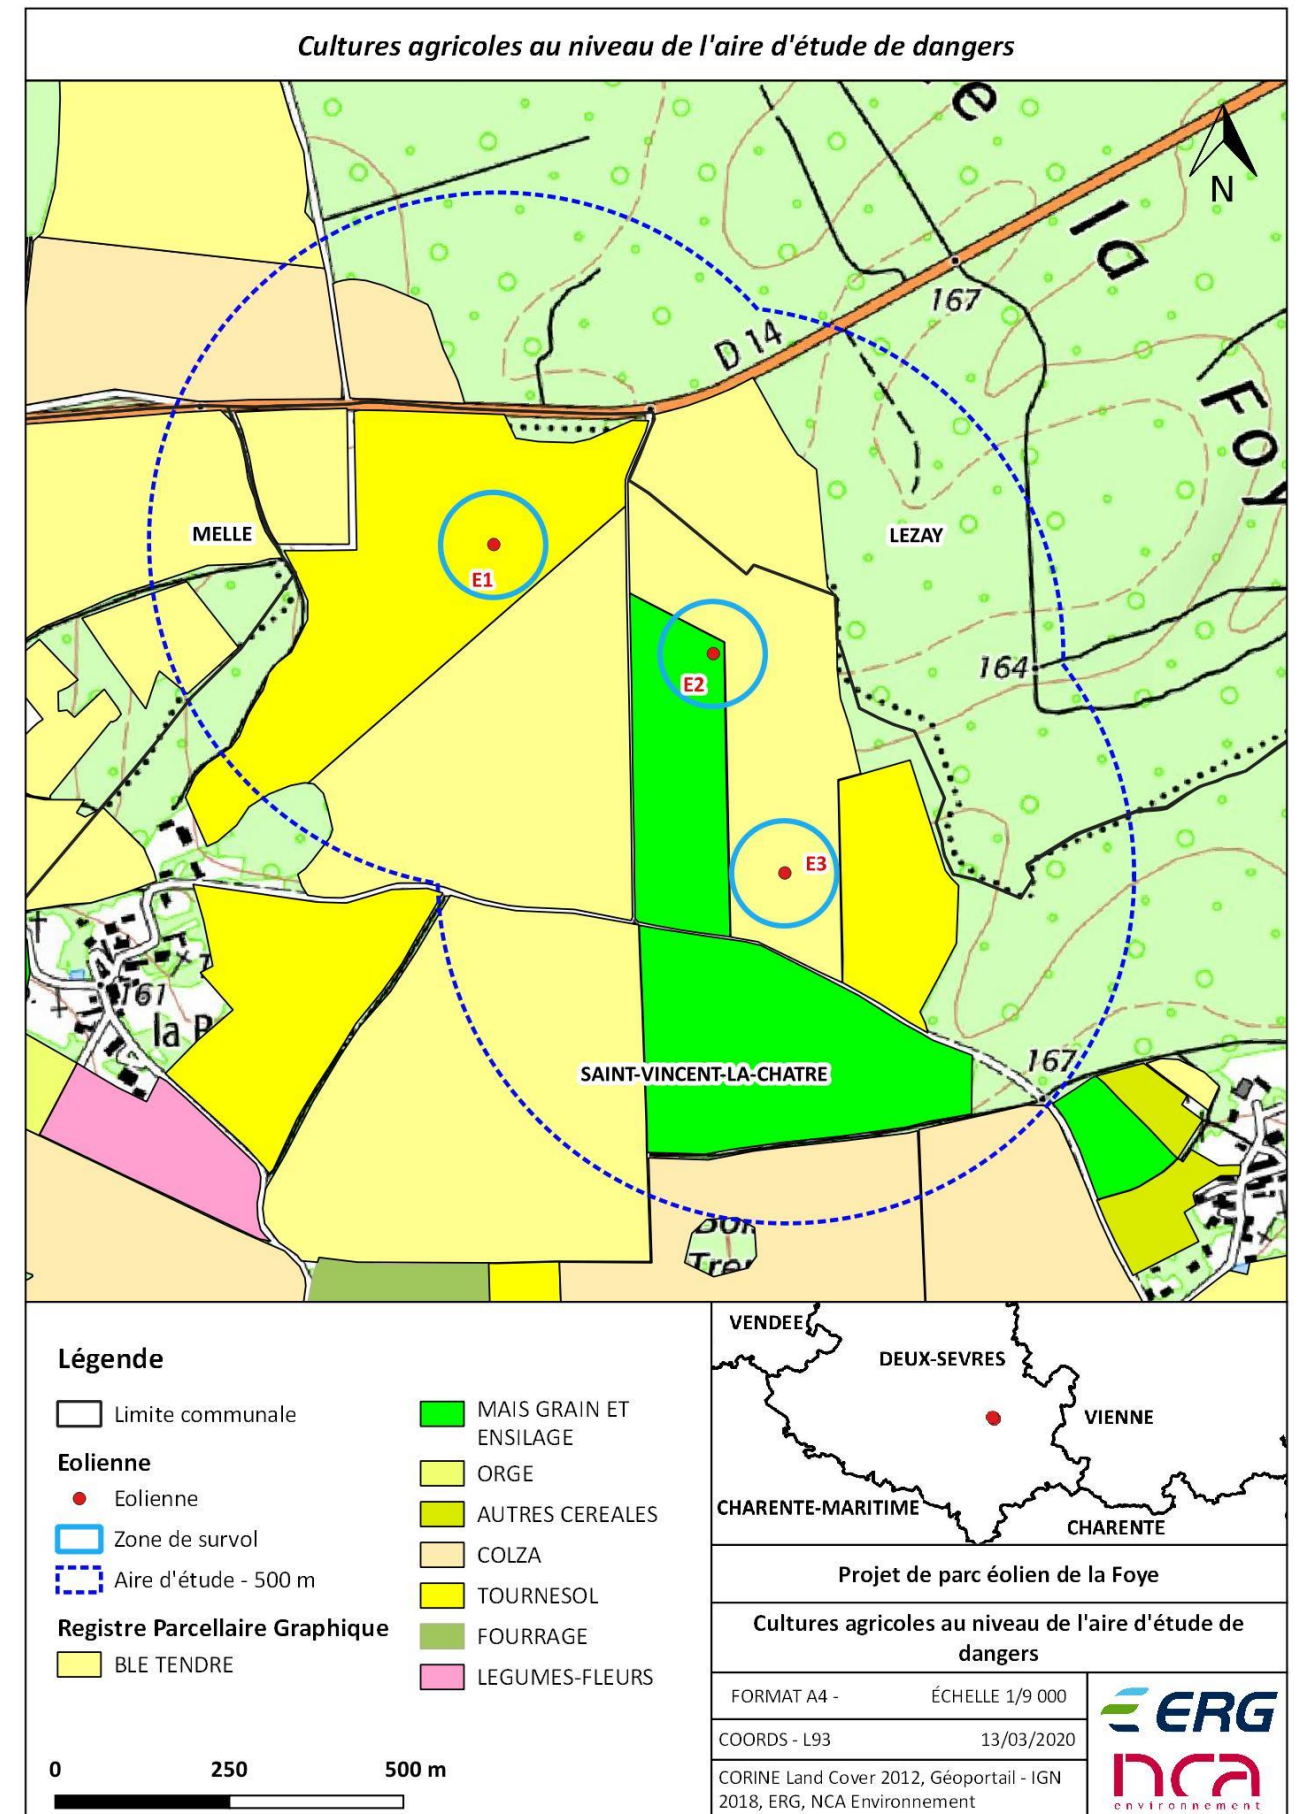 Cultures agricoles au niveau de l'aire d'étude de dangers
e
la
Foy
N
167
D 14
MELLE
LEZAY
E1
E2
164
E3
161
la P
SAINT-VINCENT-LA-CHATRE
167
Légende
Limite communale
Eolienne
Eolienne
Zone de survol
Aire d'étude - 500 m
Registre Parcellaire Graphique
BLE TENDRE
MAIS GRAIN ET
ENSILAGE
ORGE
AUTRES CEREALES
COLZA
TOURNESOL
FOURRAGE
LEGUMES-FLEURS
0 250 500 m
VENDEE
DEUX-SEVRES
VIENNE
CHARENTE-MARITIME
CHARENTE
Projet de parc éolien de la Foye
Cultures agricoles au niveau de l'aire d'étude de
dangers
FORMAT A4 - ÉCHELLE 1/9 000
COORDS - L93 13/03/2020
CORINE Land Cover 2012, Géoportail - IGN
2018, ERG, NCA Environnement
ERG
nca
environnement